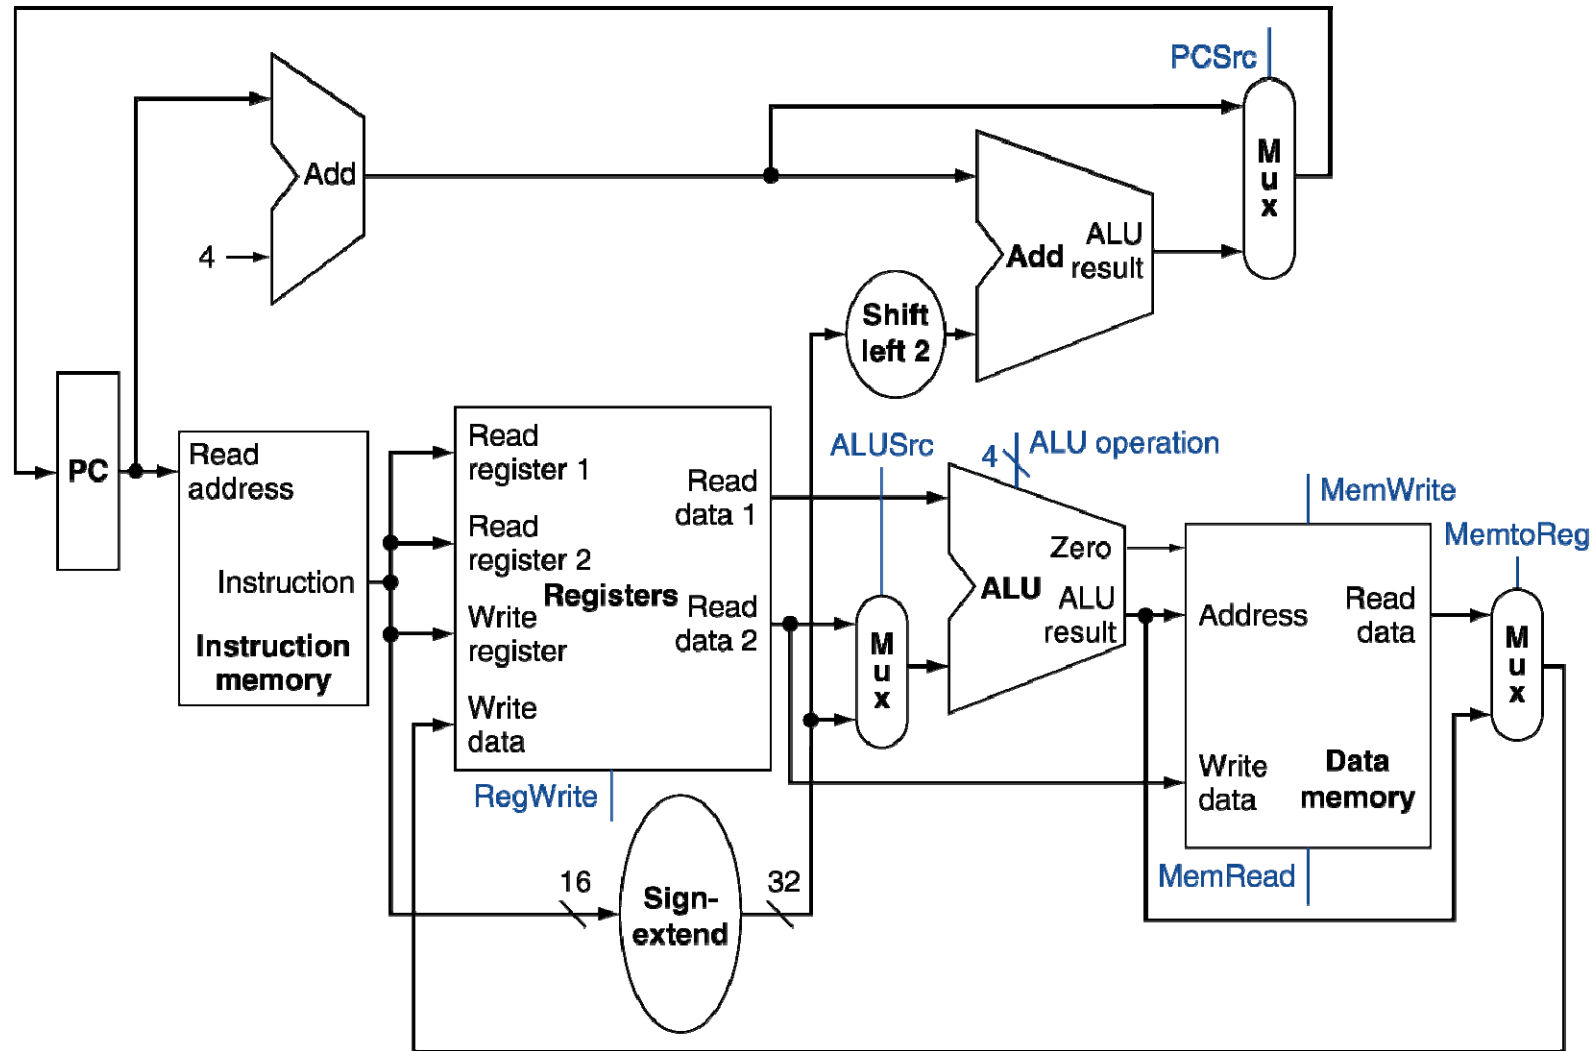 PCSrc
M
u
x
Add
4
Add
ALU
result
Shift
left 2
PC
Read
address
Instruction
Instruction
memory
Read
register 1
Read
register 2
Write
register
Write
data
Registers
Read
data 1
Read
data 2
RegWrite
16
Sign-
extend
32
ALUSrc
M
u
x
4
ALU operation
Zero
ALU
ALU
result
MemWrite
Address
Read
data
Write
data
Data
memory
MemRead
MemtoReg
M
u
x